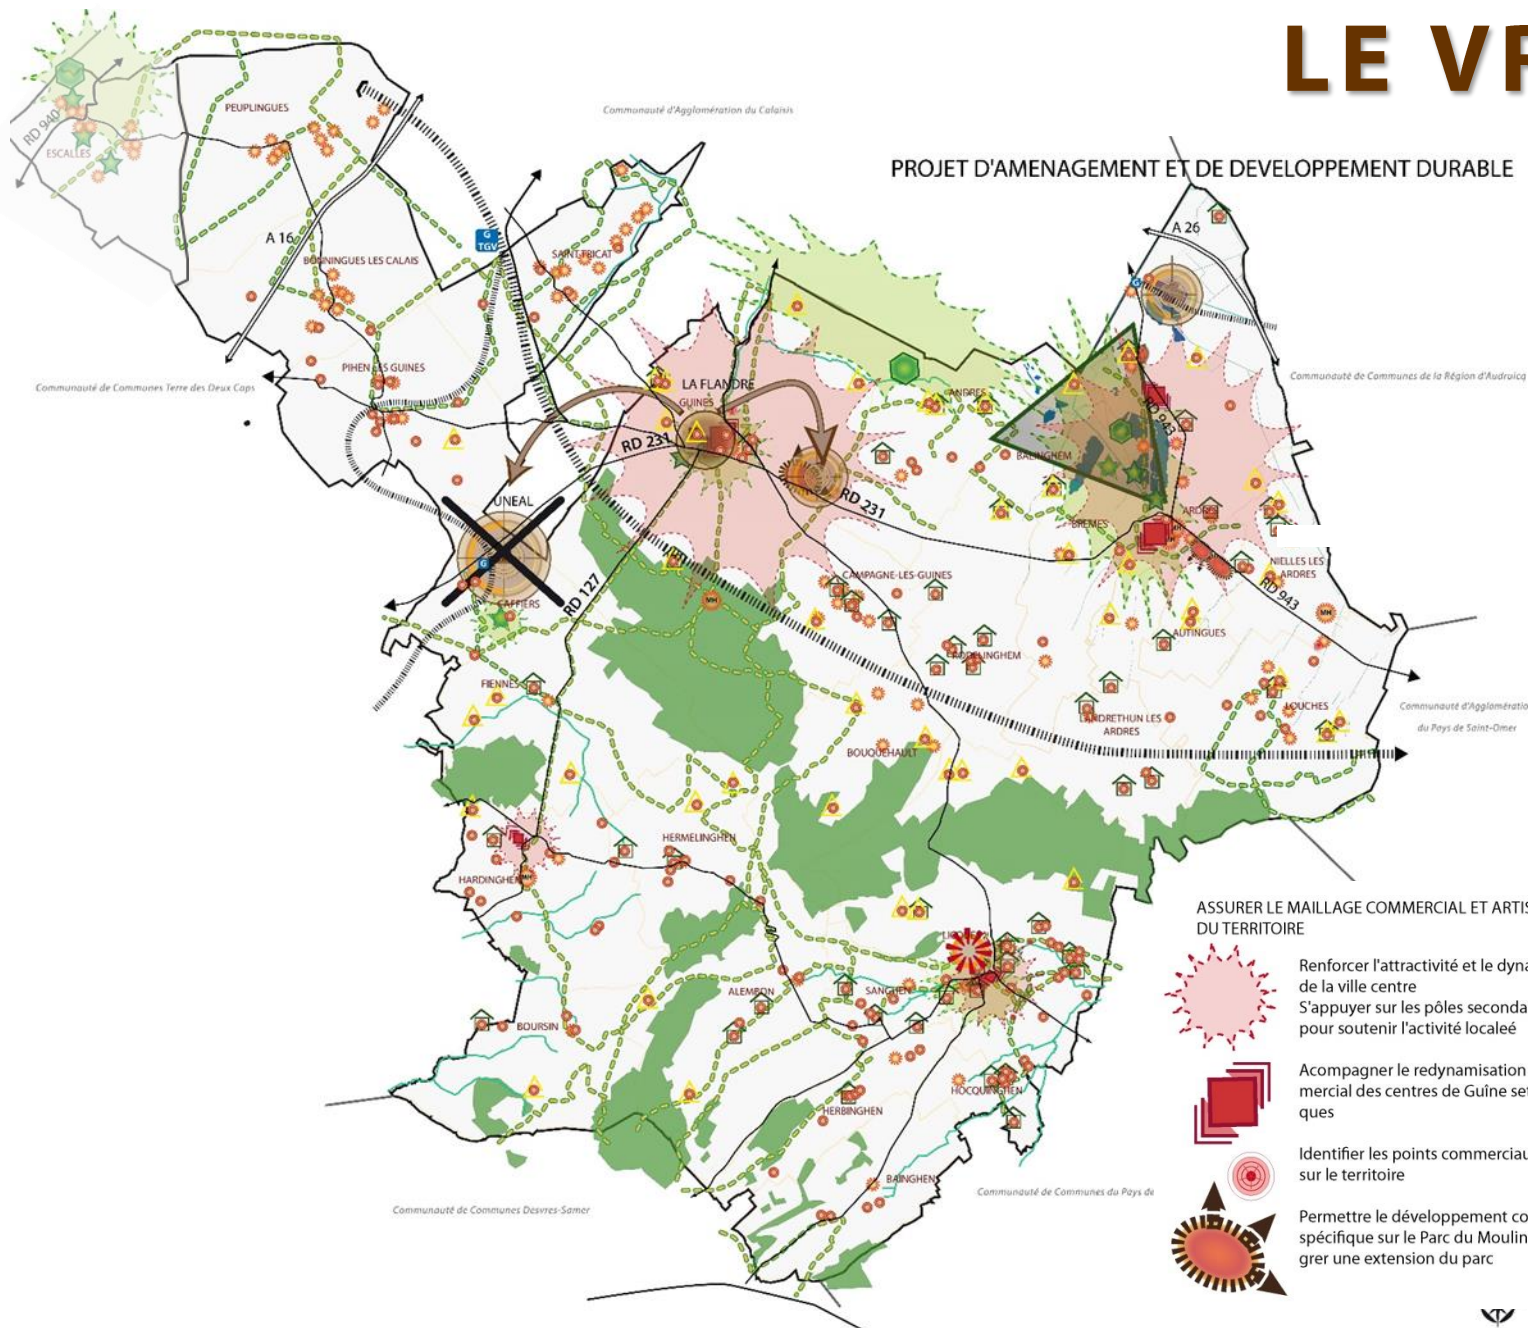 LE VR
PROJET D'AMENAGEMENT ET DE DEVELOPPEMENT DURABLE
Communauté d'Agglomération du Calaisis
RD 940
ESCALLES
PEUPLINGUES
A 16
G
TGV
BONNINGUES LES CALAIS
SAINT TRICAT
A 26
G
Communauté de Communes Terre des Deux Caps
PIHEN LES GUINES
LA FLANDRE
GUINES
ANDRES
RD 943
Communauté de Communes de la Région d'Audruicq
RD 231
RD 231
BALINGHEM
UNEAL
G
CAFFIERS
RD 127
BREMES
ARDRES
NIELLES LES
ARDRES
RD 943
MH
MH
CAMPAGNE-LES-GUINES
AUTINGUES
RODELINGHEM
FIENNES
LANDRETHUN LES
ARDRES
LOUCHES
Communauté d'Agglomération
du Pays de Saint-Omer
BOUQUEHAULT
HERMELINGHEN
HARDINGHEN
MH
LICQUES
ALEMBON
SANGHEN
BOURSIN
HERBINGHEN
HOCQUINGHEN
BAINGHEN
Communauté de Communes du Pays de
Communauté de Communes Desvres-Samer
ASSURER LE MAILLAGE COMMERCIAL ET ARTIS
DU TERRITOIRE
Renforcer l'attractivité et le dyna
de la ville centre
S'appuyer sur les pôles seconda
pour soutenir l'activité localeé
Acompagner le redynamisation
mercial des centres de Guîne set
ques
Identifier les points commerciau
sur le territoire
Permettre le développement co
spécifique sur le Parc du Moulin
grer une extension du parc